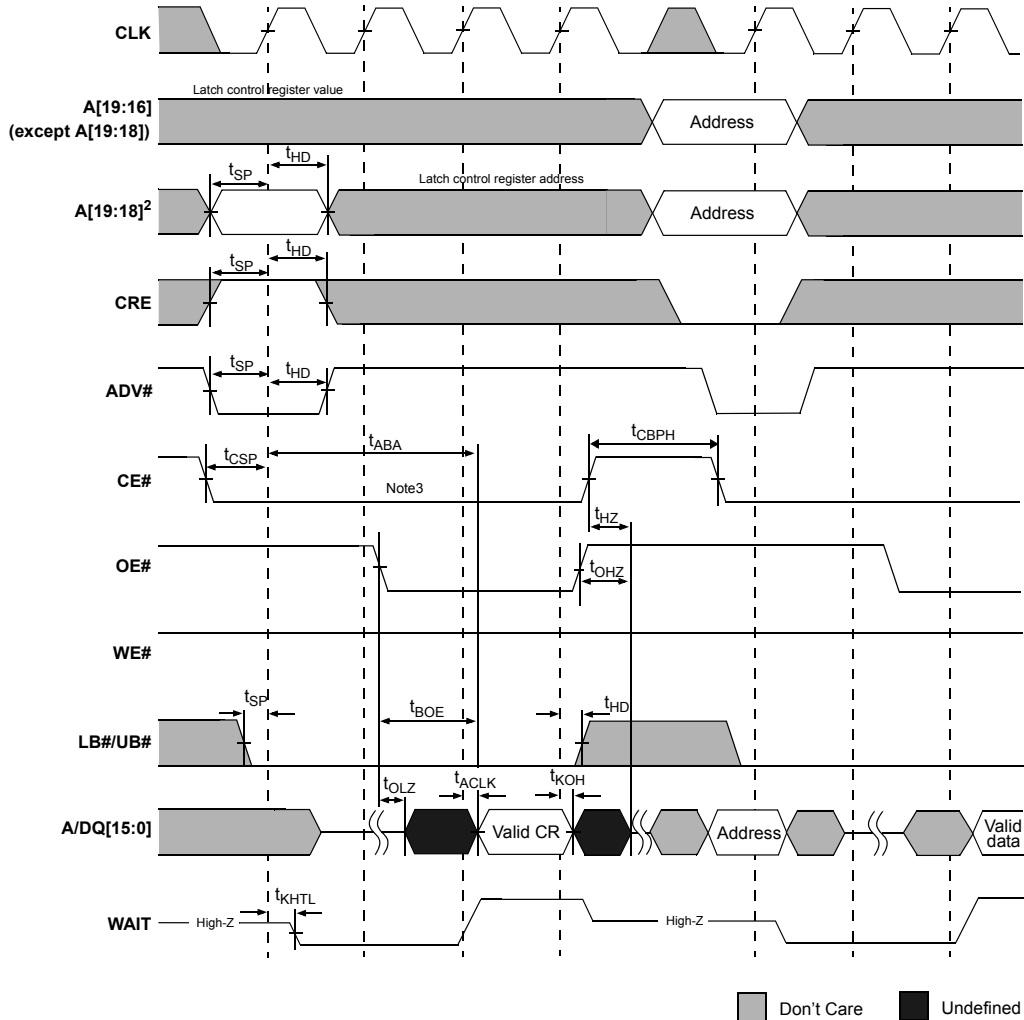 CLK
Latch control register value
A[19:16]
(except A[19:18])
Address
tSP
tHD
Latch control register address
A[19:18]2
Address
tSP
tHD
CRE
tSP
tHD
ADV#
tCSP
tABA
tCBPH
CE#
Note3
tHZ
OE#
tOHZ
WE#
tSP
tBOE
tHD
LB#/UB#
tOLZ
tACLK
tKOH
A/DQ[15:0]
Valid CR
Address
Valid
data
tKHTL
WAIT
High-Z
High-Z
Don't Care
Undefined